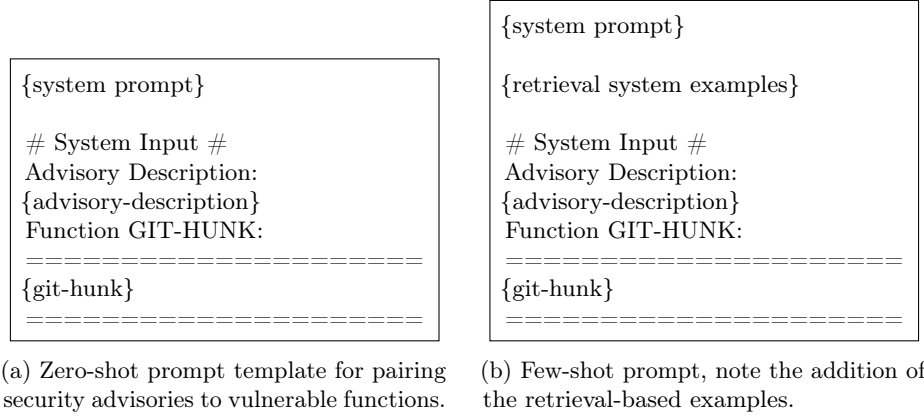 {system prompt}
# System Input #
Advisory Description:
{advisory-description}
Function GIT-HUNK:
=====================
{git-hunk}
=====================
(a) Zero-shot prompt template for pairing
security advisories to vulnerable functions.
{system prompt}
{retrieval system examples}
# System Input #
Advisory Description:
{advisory-description}
Function GIT-HUNK:
=====================
{git-hunk}
=====================
(b) Few-shot prompt, note the addition of
the retrieval-based examples.